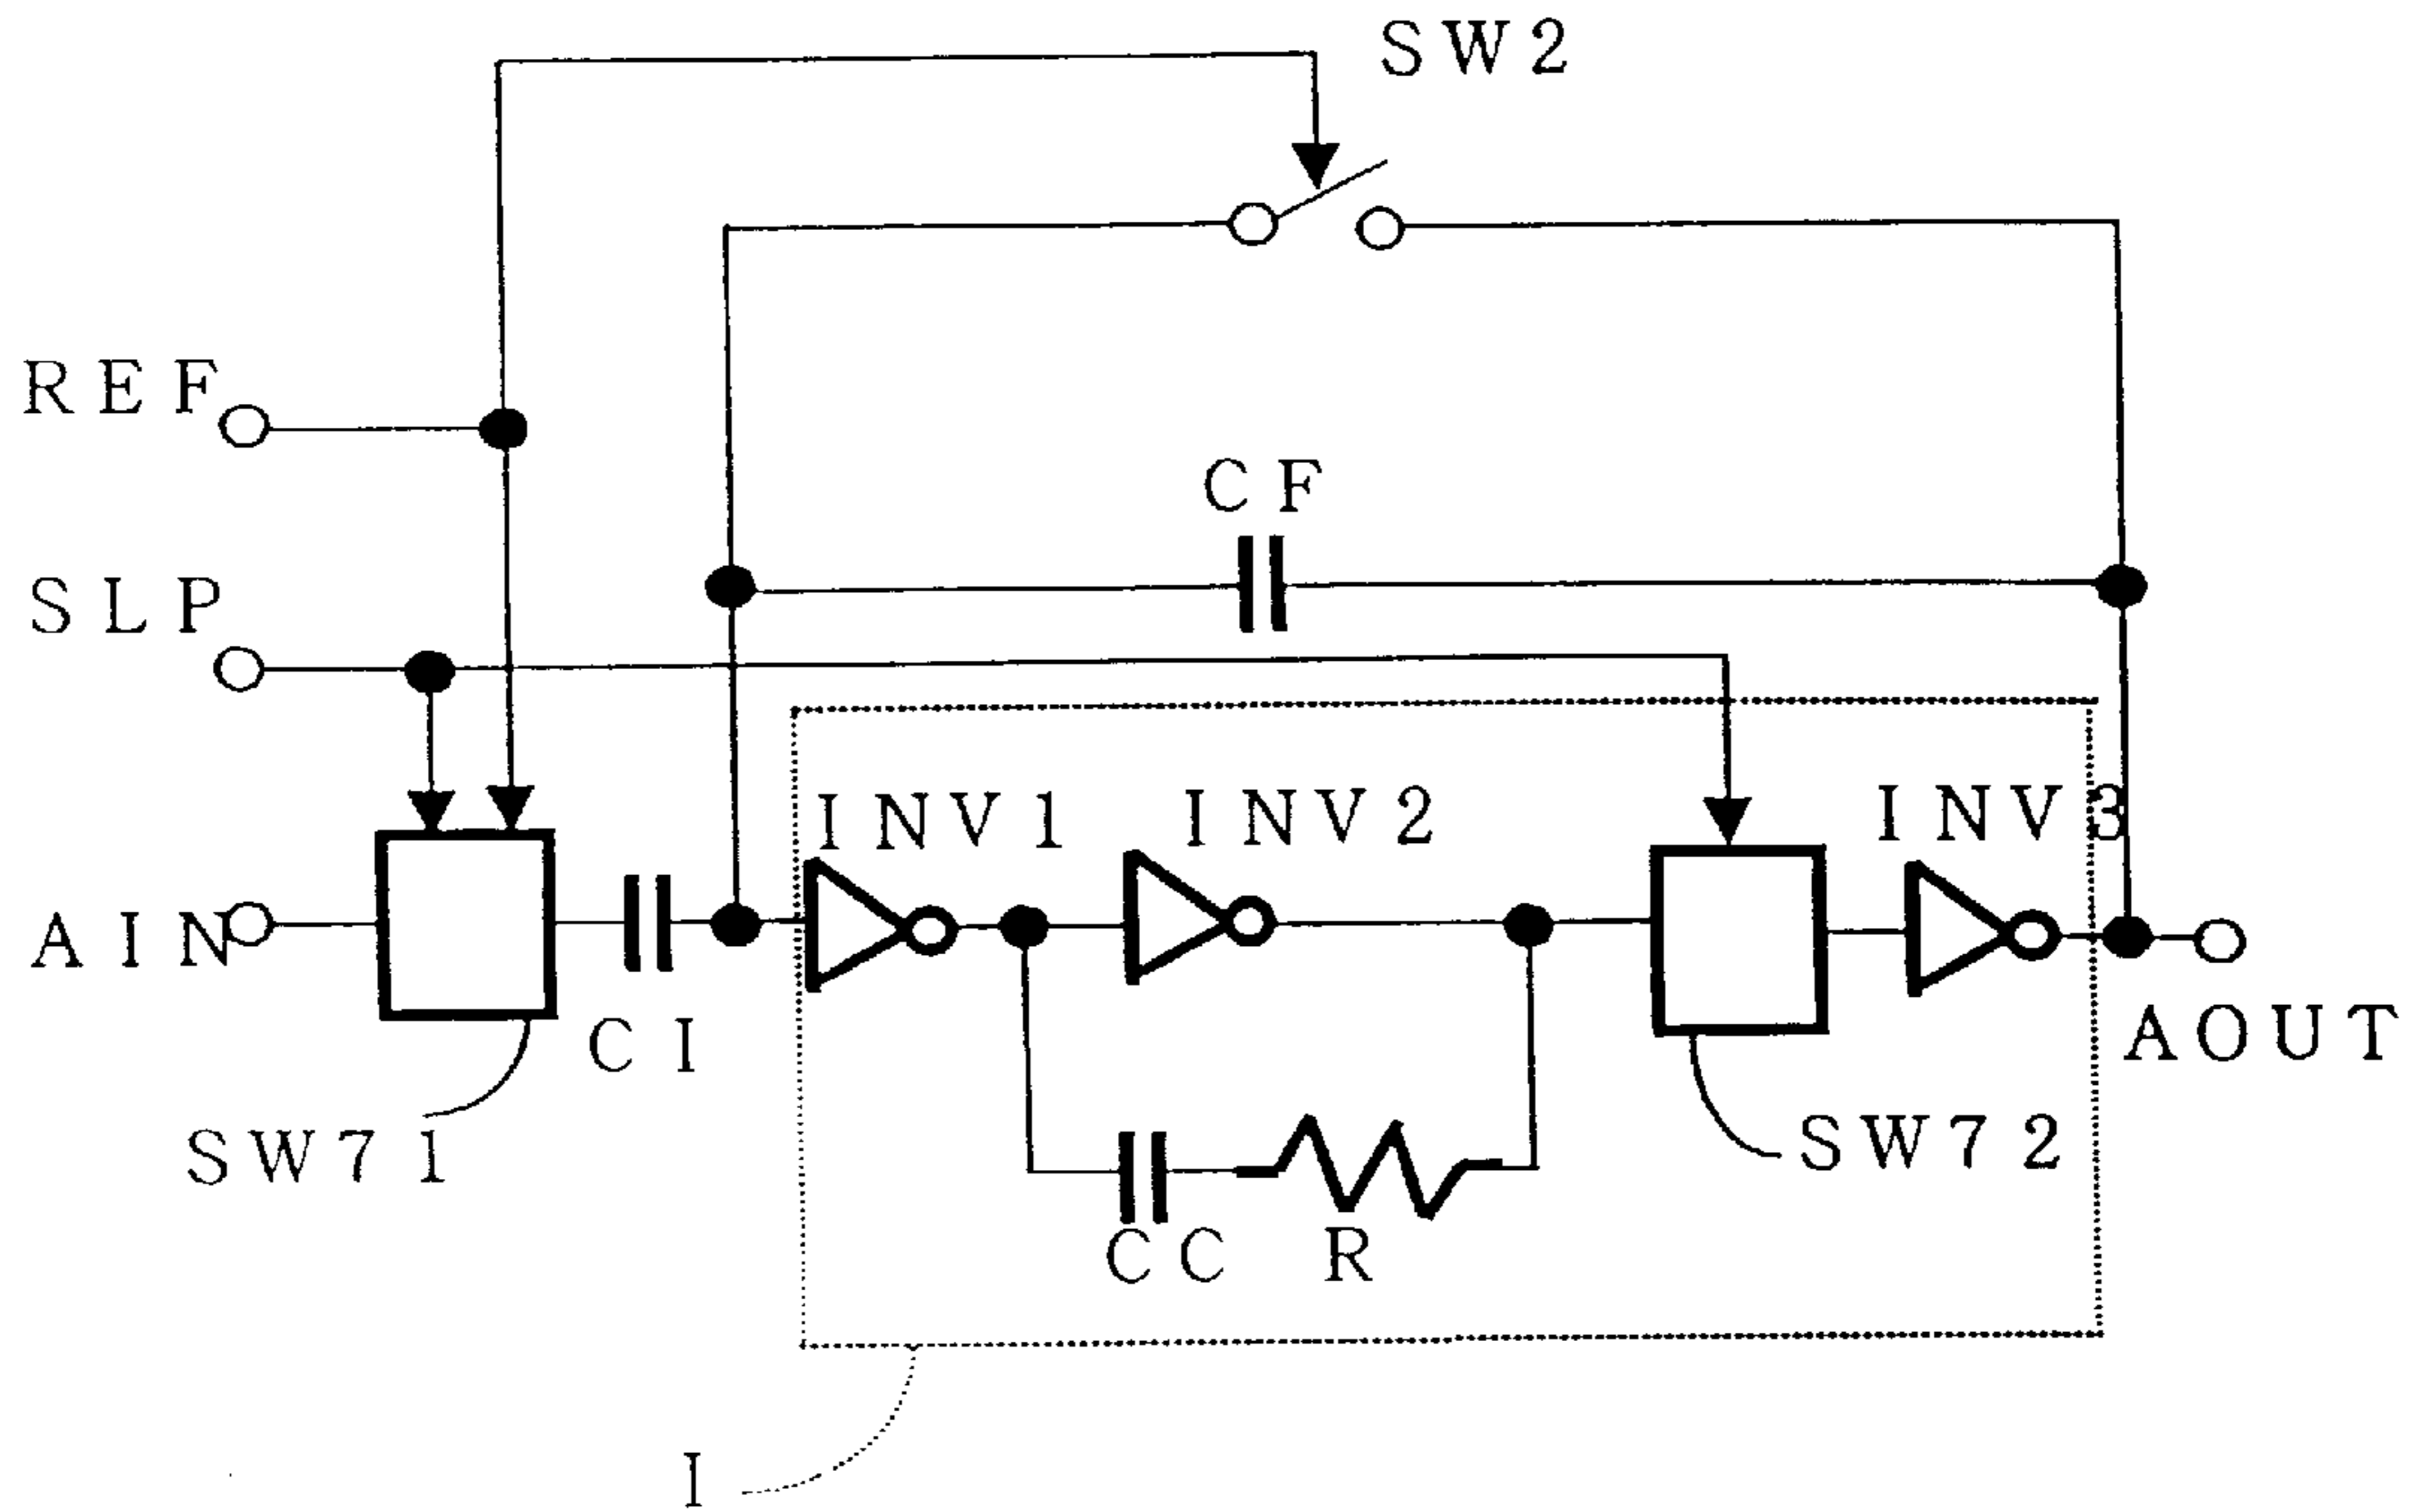 SW2
REF
CF
SLP
INV1
INV2
INV3
AIN
CI
AOUT
SW71
SW72
CC
R
I